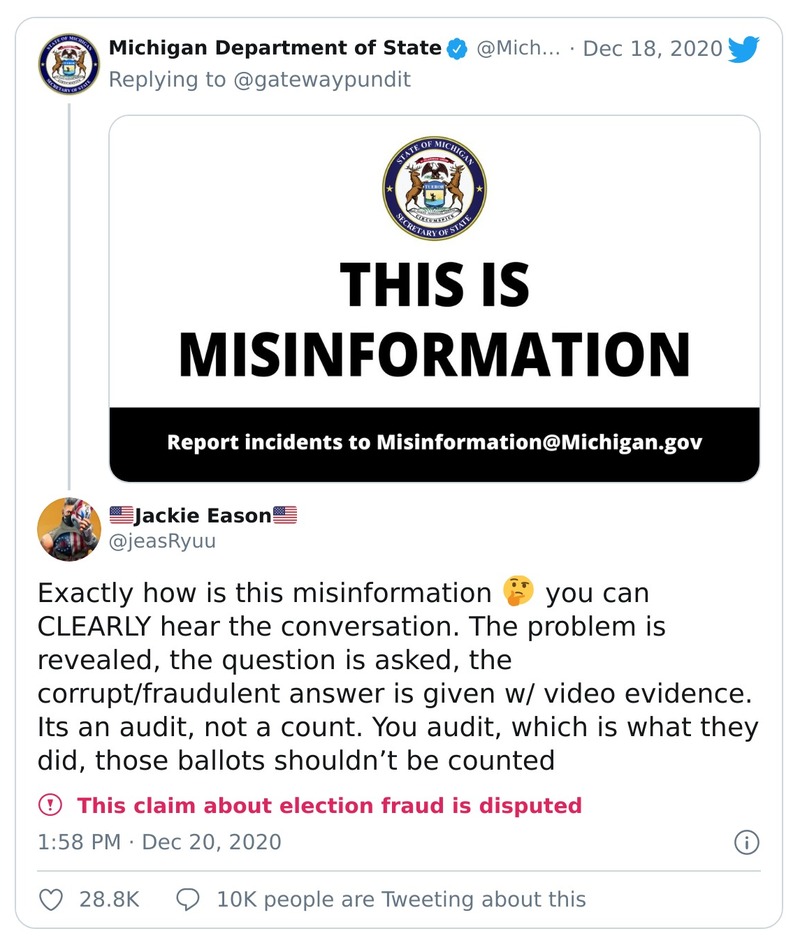 Michigan Department of State @Mich... · Dec 18, 2020
Replying to @gatewaypundit
STATE OF MICHIGAN
TUEBOR
CIRCUMSPICE
SECRETARY OF STATE
THIS IS
MISINFORMATION
Report incidents to Misinformation@Michigan.gov
🇺🇸Jackie Eason🇺🇸
@jeasRyuu
Exactly how is this misinformation 🤔 you can
CLEARLY hear the conversation. The problem is
revealed, the question is asked, the
corrupt/fraudulent answer is given w/ video evidence.
Its an audit, not a count. You audit, which is what they
did, those ballots shouldn’t be counted
This claim about election fraud is disputed
1:58 PM · Dec 20, 2020
28.8K 10K people are Tweeting about this